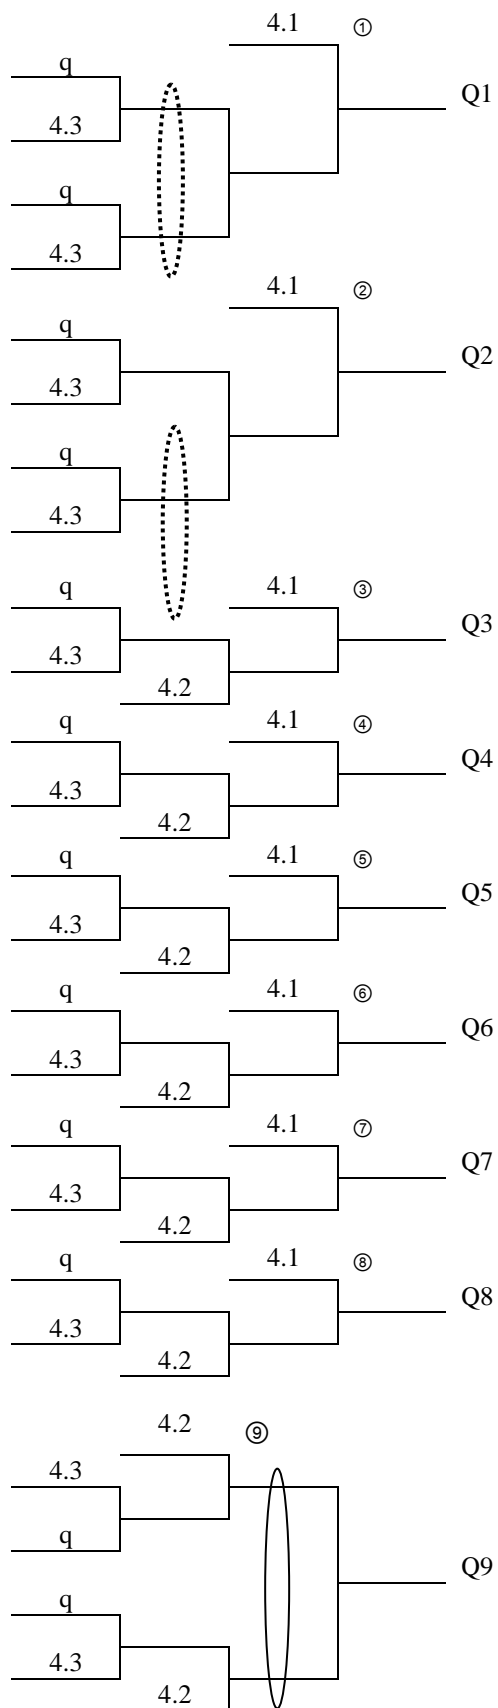 4.1 ①
q
Q1
4.3
q
4.3
4.1 ②
q
Q2
4.3
q
4.3
q 4.1 ③
Q3
4.3
4.2
q 4.1 ④
Q4
4.3
4.2
q 4.1 ⑤
Q5
4.3
4.2
q 4.1 ⑥
Q6
4.3
4.2
q 4.1 ⑦
Q7
4.3
4.2
q 4.1 ⑧
Q8
4.3
4.2
4.2 ⑨
4.3
q
Q9
q
4.3
4.2